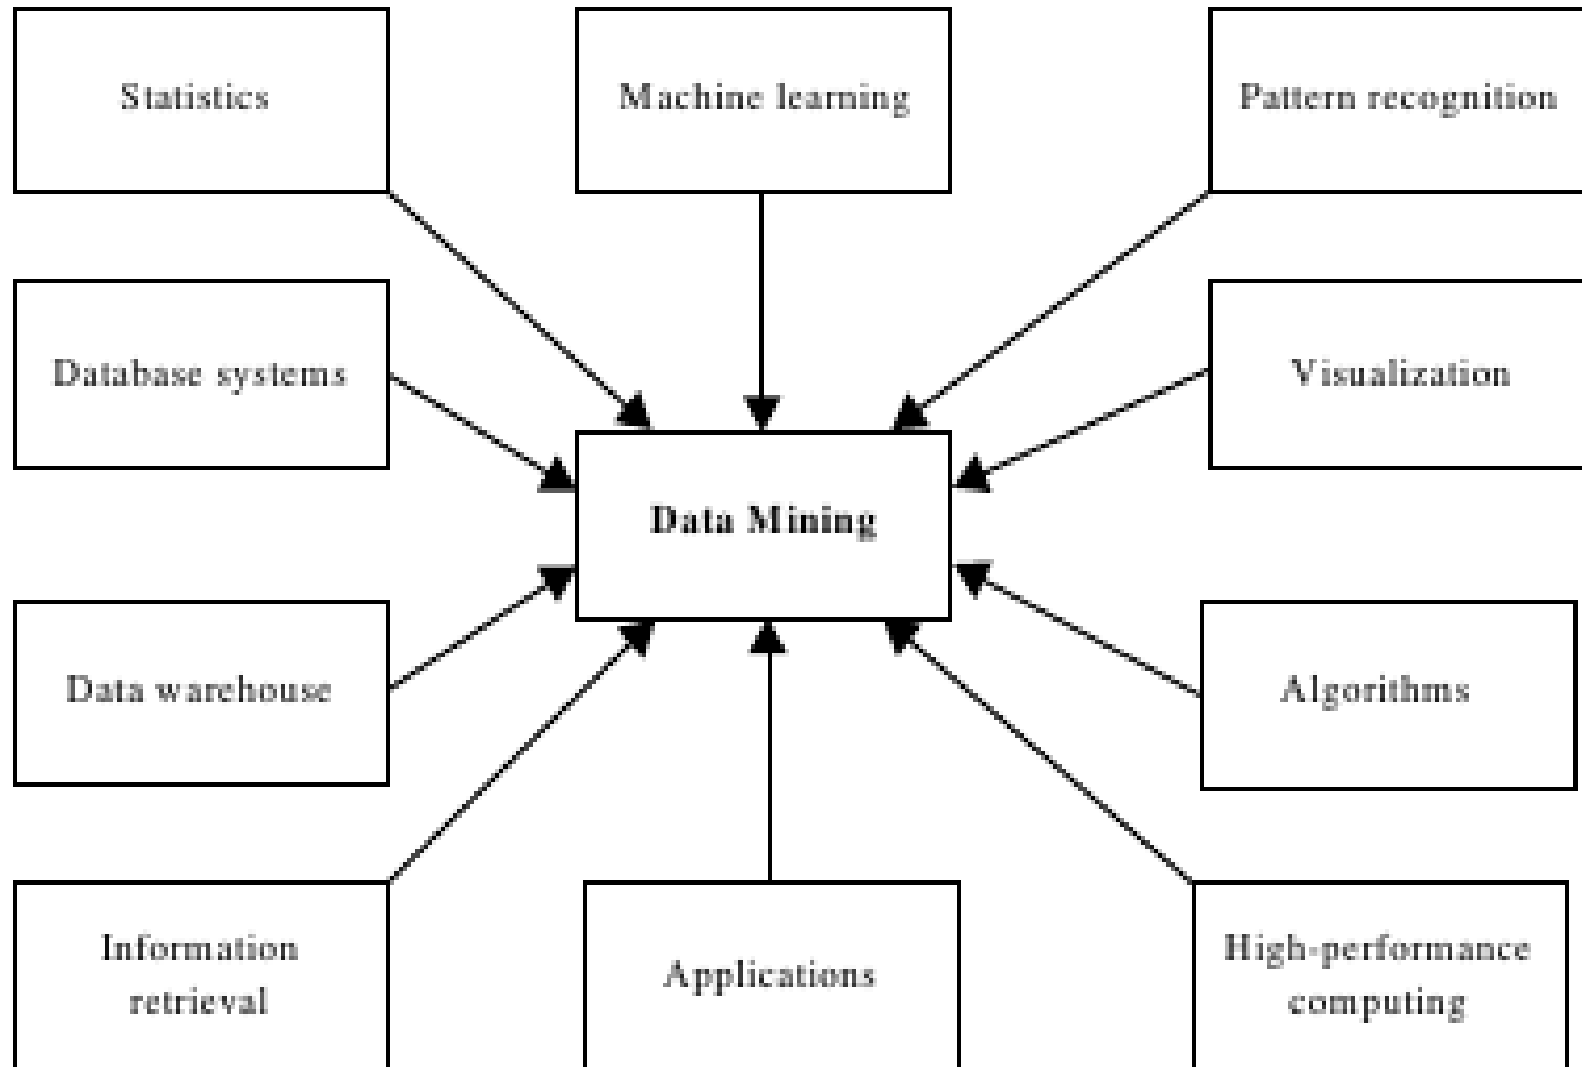 Statistics
Machine learning
Pattern recognition
Database systems
Visualization
Data Mining
Data warehouse
Algorithms
Information
retrieval
Applications
High-performance
computing